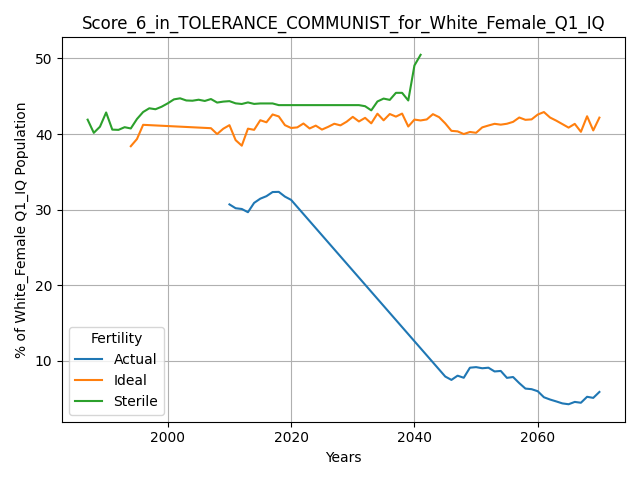 Score_6_in_TOLERANCE_COMMUNIST_for_White_Female_Q1_IQ
% of White_Female Q1_IQ Population
50
40
30
20
10
Fertility
Actual
Ideal
Sterile
2000 2020 2040 2060
Years